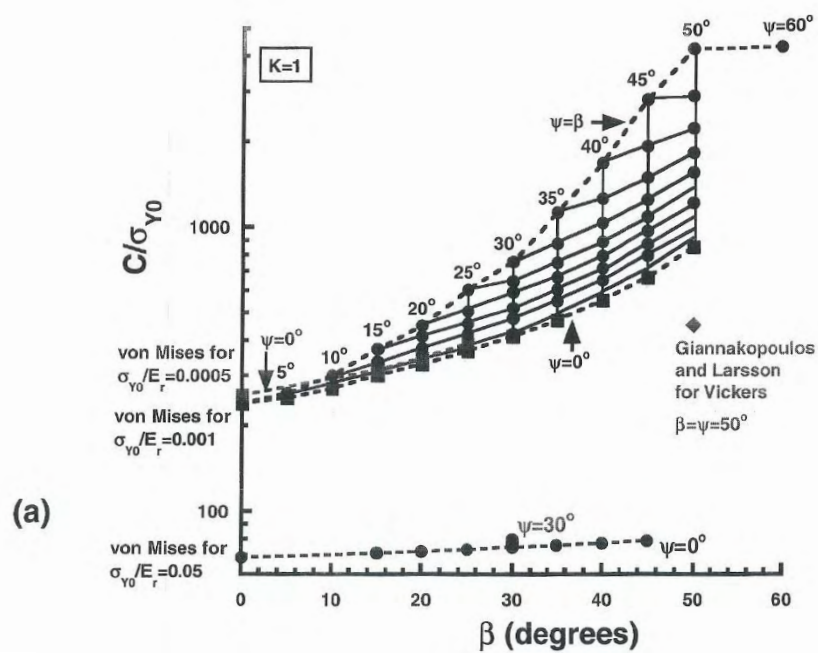 K=1
50°
ψ=60°
45°
ψ=β
40°
35°
30°
25°
20°
15°
10°
5°
ψ=0°
ψ=0°
1000
100
C/σY0
von Mises for
σY0/Er=0.0005
von Mises for
σY0/Er=0.001
Giannakopoulos
and Larsson
for Vickers
β=ψ=50°
(a)
von Mises for
σY0/Er=0.05
ψ=30°
ψ=0°
0 10 20 30 40 50 60
β (degrees)